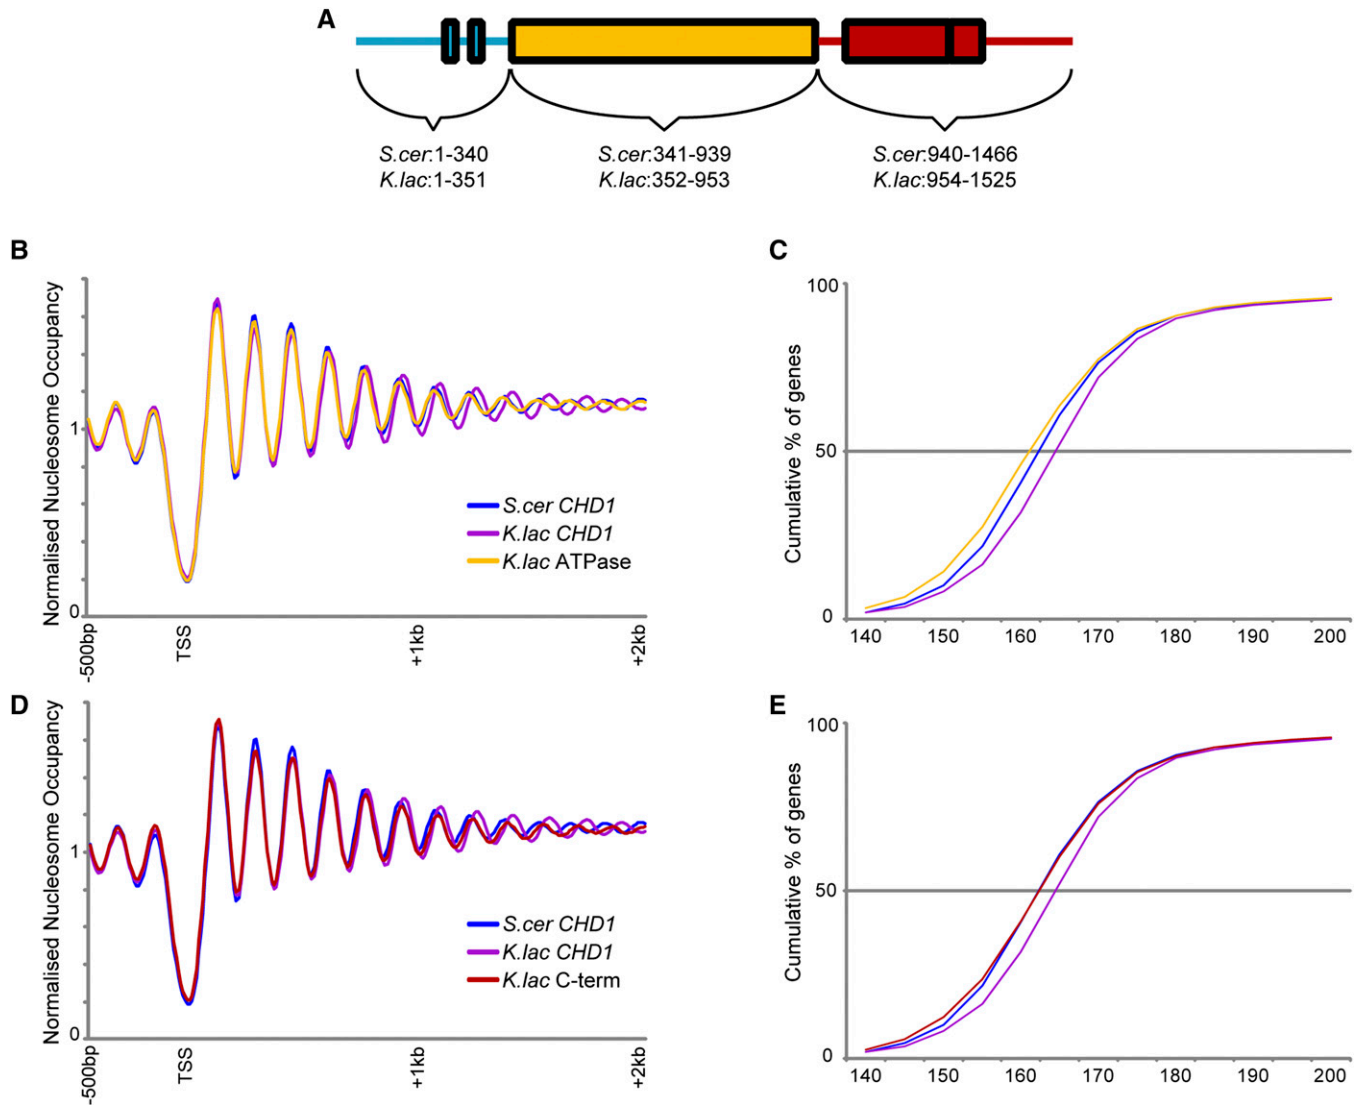 A
S.cer:1-340
K.lac:1-351
S.cer:341-939
K.lac:352-953
S.cer:940-1466
K.lac:954-1525
B
Normalised Nucleosome Occupancy
1
0
-500bp
TSS
+1kb
+2kb
S.cer CHD1
K.lac CHD1
K.lac ATPase
C
Cumulative % of genes
100
50
0
140
150
160
170
180
190
200
D
Normalised Nucleosome Occupancy
1
0
-500bp
TSS
+1kb
+2kb
S.cer CHD1
K.lac CHD1
K.lac C-term
E
Cumulative % of genes
100
50
0
140
150
160
170
180
190
200